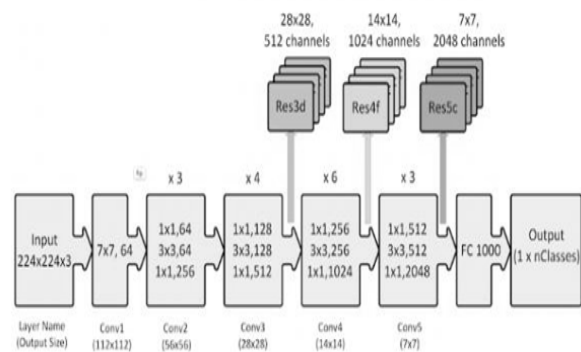 28x28,
512 channels
14x14,
1024 channels
7x7,
2048 channels
Res3d
Res4f
Res5c
x 3
x 4
x 6
x 3
Input
224x224x3
7x7, 64
1x1,64
3x3,64
1x1,256
1x1,128
3x3,128
1x1,512
1x1,256
3x3,256
1x1,1024
1x1,512
3x3,512
1x1,2048
FC 1000
Output
(1 x nClasses)
Layer Name
(Output Size)
Conv1
(112x112)
Conv2
(56x56)
Conv3
(28x28)
Conv4
(14x14)
Conv5
(7x7)